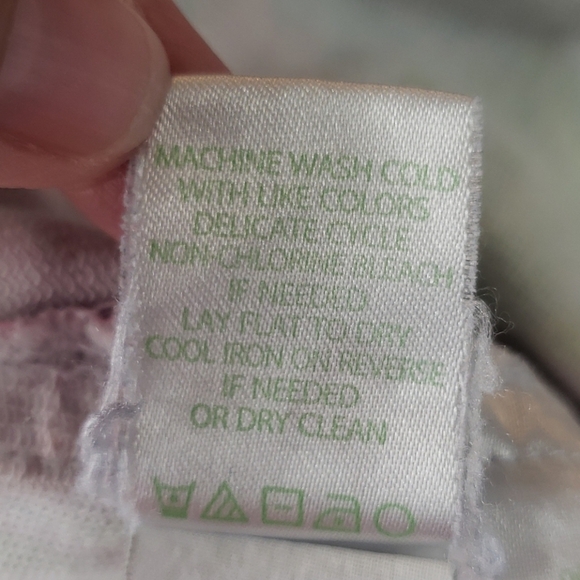 MACHINE WASH COLD
WITH LIKE COLORS
DELICATE CYCLE
NON-CHLORINE BLEACH
IF NEEDED
LAY FLAT TO DRY
COOL IRON ON REVERSE
IF NEEDED
OR DRY CLEAN